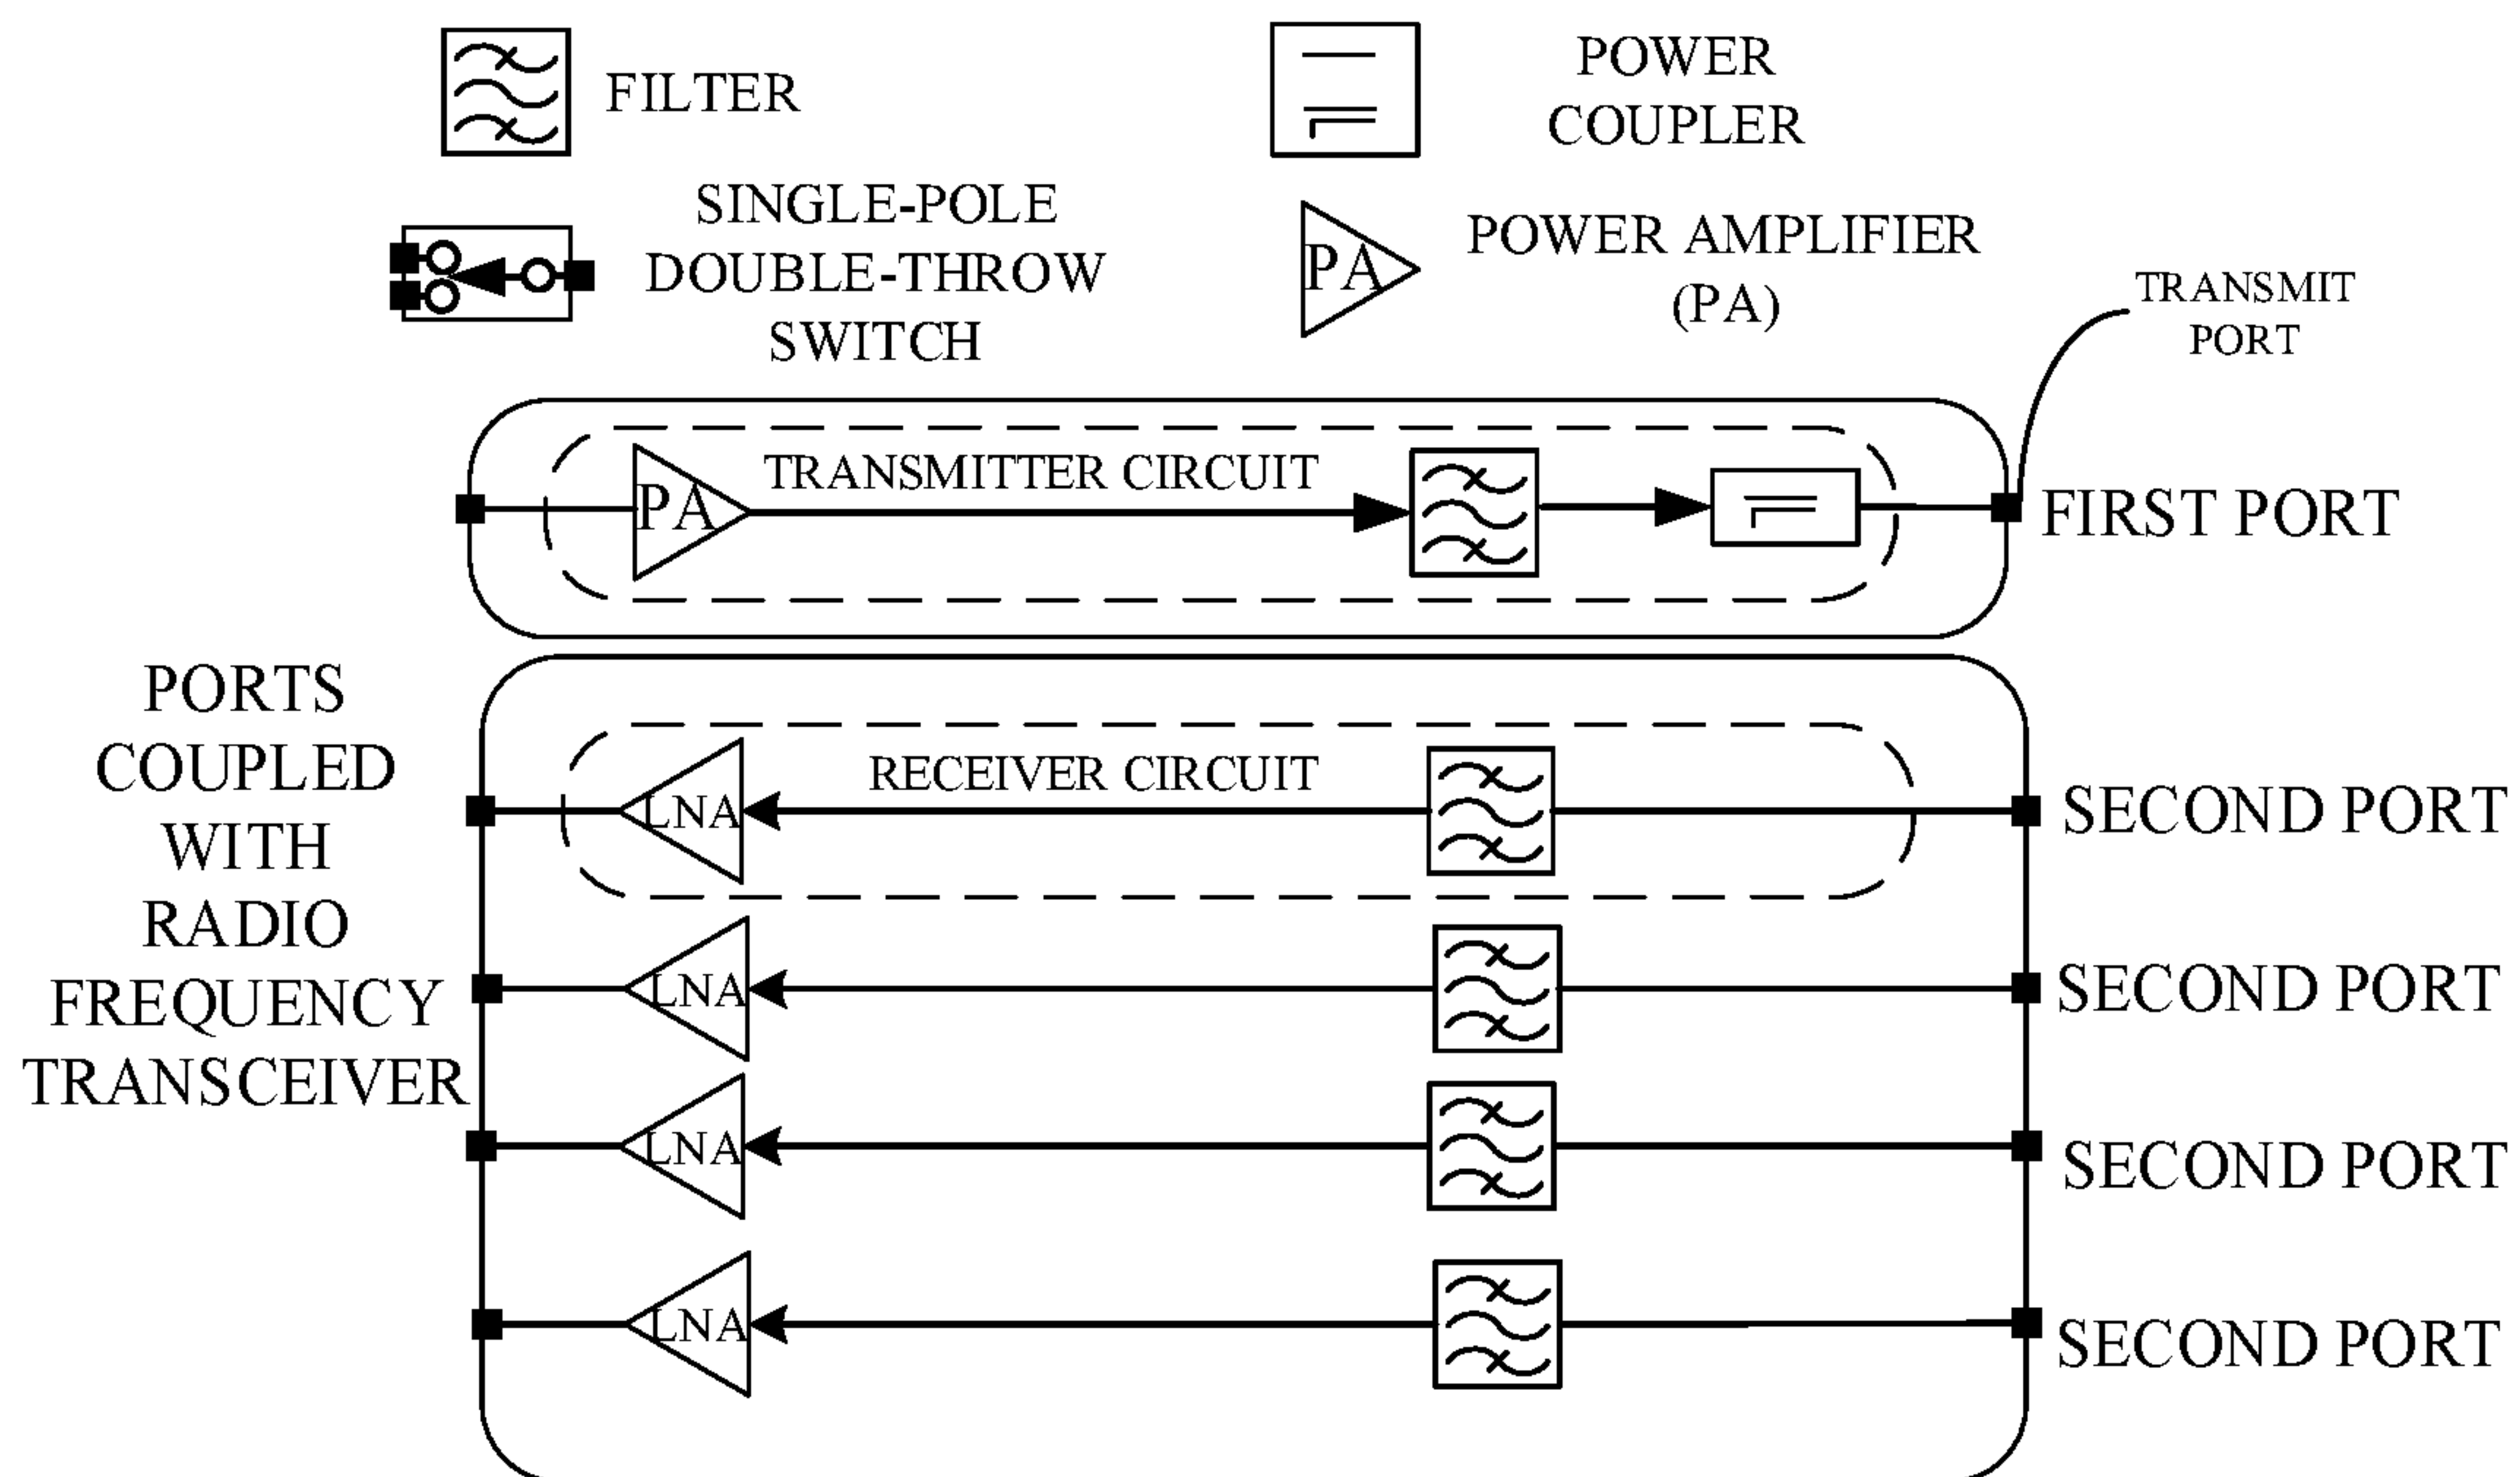 FILTER
POWER
COUPLER
SINGLE-POLE
DOUBLE-THROW
SWITCH
PA
POWER AMPLIFIER
(PA)
TRANSMIT
PORT
PA
TRANSMITTER CIRCUIT
FIRST PORT
PORTS
COUPLED
WITH
RADIO
FREQUENCY
TRANSCEIVER
LNA
RECEIVER CIRCUIT
SECOND PORT
LNA
SECOND PORT
LNA
SECOND PORT
LNA
SECOND PORT